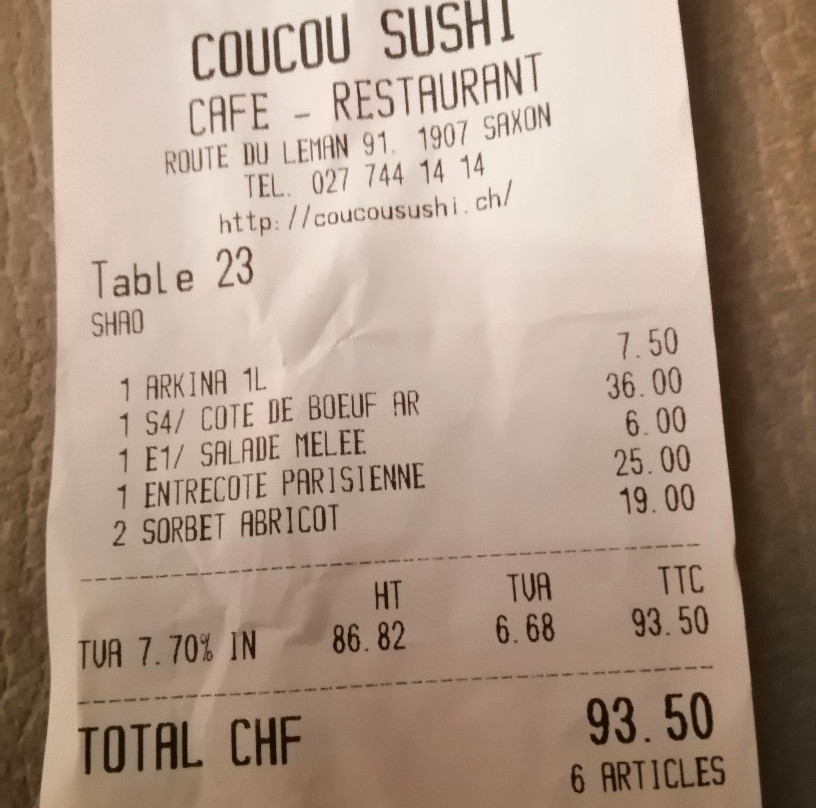 COUCOU SUSHI
CAFE - RESTAURANT
ROUTE DU LEMAN 91. 1907 SAXON
TEL. 027 744 14 14
http://coucousushi.ch/
Table 23
SHAO
1 ARKINA 1L 7.50
1 S4/ COTE DE BOEUF AR 36.00
1 E1/ SALADE MELEE 6.00
1 ENTRECOTE PARISIENNE 25.00
2 SORBET ABRICOT 19.00
HT TVA TTC
TVA 7.70% IN 86.82 6.68 93.50
TOTAL CHF 93.50
6 ARTICLES